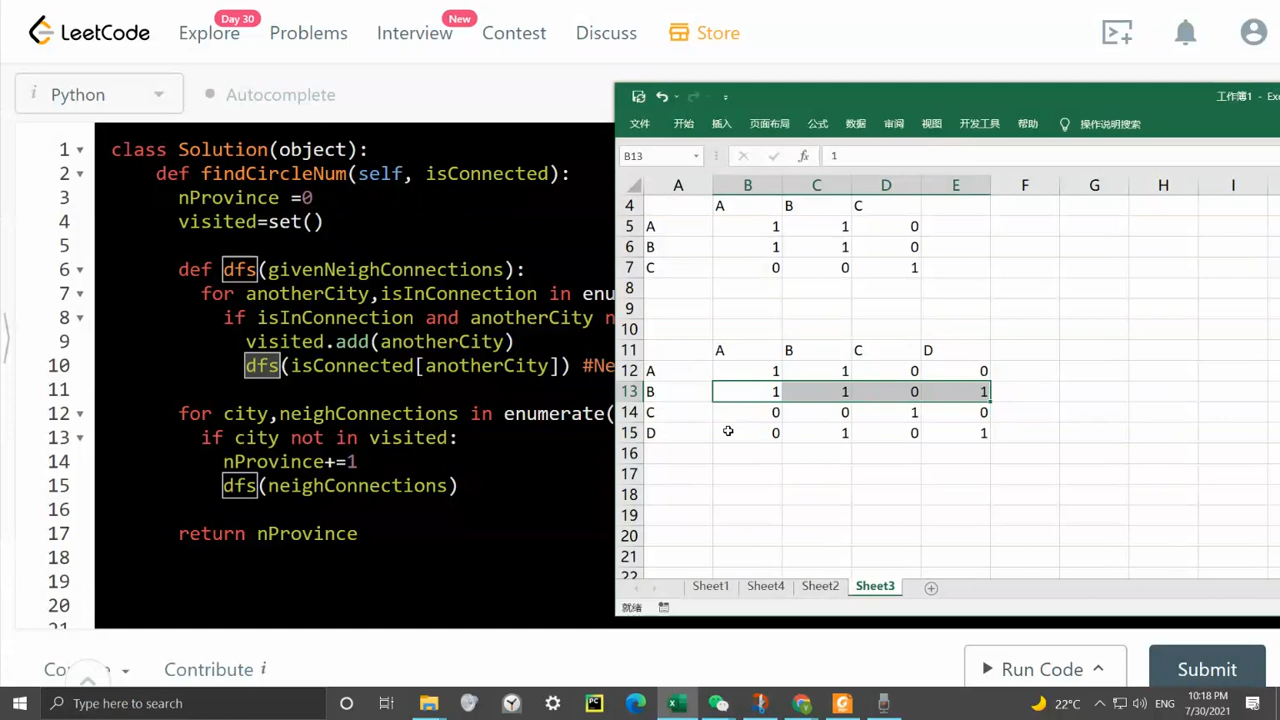 Day 30
New
LeetCode
Explore
Problems
Interview
Contest
Discuss
Store
i
Python
Autocomplete
1 class Solution(object):
2 def findCircleNum(self, isConnected):
3 nProvince =0
4 visited=set()
5
6 def dfs(givenNeighConnections):
7 for anotherCity,isInConnection in enu
8 if isInConnection and anotherCity n
9 visited.add(anotherCity)
10 dfs(isConnected[anotherCity]) #Ne
11
12 for city,neighConnections in enumerate(
13 if city not in visited:
14 nProvince+=1
15 dfs(neighConnections)
16
17 return nProvince
18
19
20
工作簿1 - Exc
文件 开始 插入 页面布局 公式 数据 审阅 视图 开发工具 帮助 操作说明搜索
B13 fx 1
A B C D E F G H I
4 A B C
5 A 1 1 0
6 B 1 1 0
7 C 0 0 1
8
9
10
11 A B C D
12 A 1 1 0 0
13 B 1 1 0 1
14 C 0 0 1 0
15 D 0 1 0 1
16
17
18
19
20
21
22
Sheet1 Sheet4 Sheet2 Sheet3
就绪
Contribute i
Run Code
Submit
Type here to search
PC
22°C
ENG
10:18 PM
7/30/2021